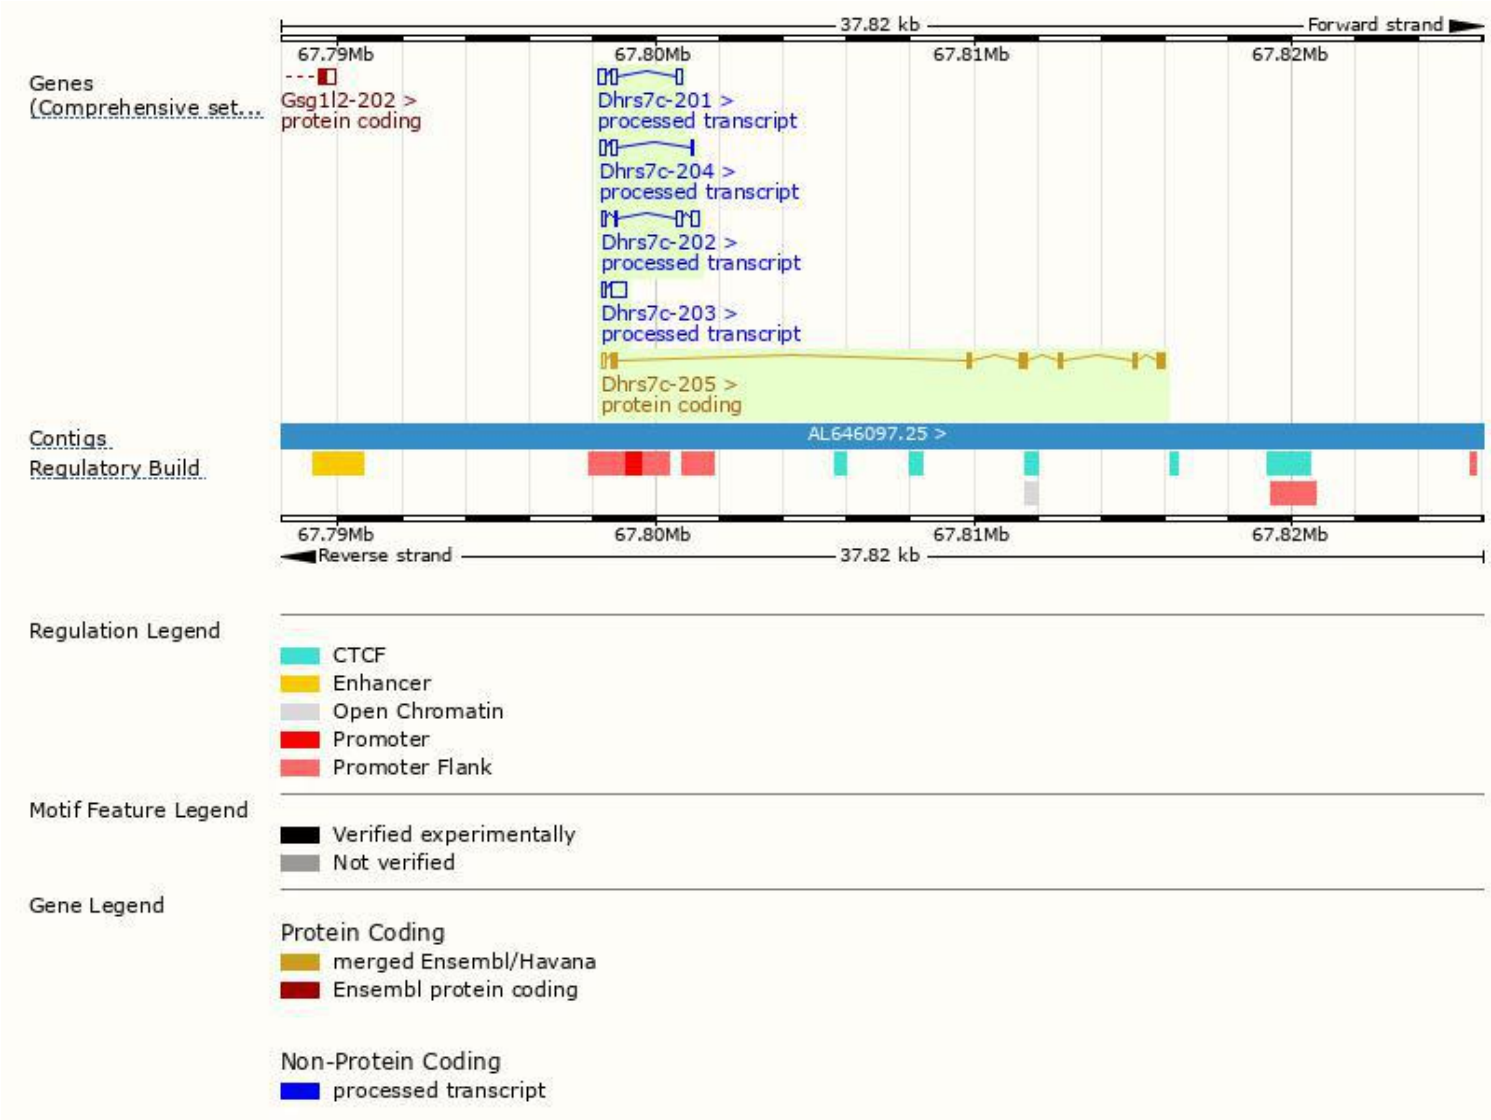 37.82 kb
Forward strand
67.79Mb 67.80Mb 67.81Mb 67.82Mb
Genes
(Comprehensive set...
Gsg1l2-202 >
protein coding
Dhrs7c-201 >
processed transcript
Dhrs7c-204 >
processed transcript
Dhrs7c-202 >
processed transcript
Dhrs7c-203 >
processed transcript
Dhrs7c-205 >
protein coding
Contigs
AL646097.25 >
Regulatory Build
67.79Mb 67.80Mb 67.81Mb 67.82Mb
Reverse strand
37.82 kb
Regulation Legend
CTCF
Enhancer
Open Chromatin
Promoter
Promoter Flank
Motif Feature Legend
Verified experimentally
Not verified
Gene Legend
Protein Coding
merged Ensembl/Havana
Ensembl protein coding
Non-Protein Coding
processed transcript